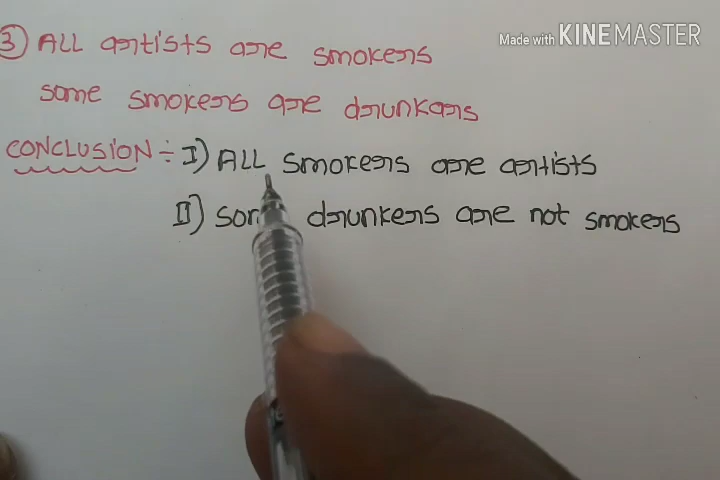 3) ALL artists are smokers
Made with KINEMASTER
some smokers are drunkars
CONCLUSION ÷ I) ALL smokers are artists
II) drunkers are not smokers